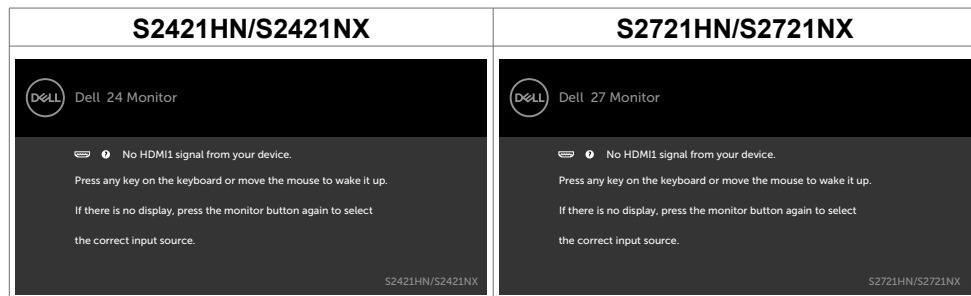 S2421HN/S2421NX
S2721HN/S2721NX
DELL
Dell 24 Monitor
No HDMI1 signal from your device.
Press any key on the keyboard or move the mouse to wake it up.
If there is no display, press the monitor button again to select
the correct input source.
S2421HN/S2421NX
DELL
Dell 27 Monitor
? No HDMI1 signal from your device.
Press any key on the keyboard or move the mouse to wake it up.
If there is no display, press the monitor button again to select
the correct input source.
S2721HN/S2721NX